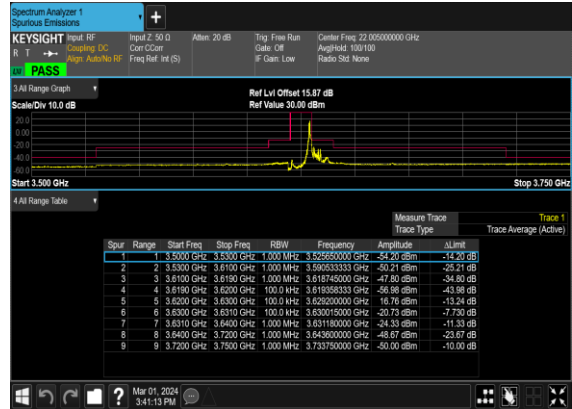 Spectrum Analyzer 1
Spurious Emissions
+
KEYSIGHT Input: RF Input Z: 50 Ω Atten: 20 dB Trig: Free Run Center Freq: 22.005000000 GHz
R T Coupling: DC Corr CCorr Gate: Off Avg|Hold: 100/100
Align: Auto/No RF Freq Ref: Int (S) IF Gain: Low Radio Std: None
PASS
3 All Range Graph
Ref Lvl Offset 15.87 dB
Scale/Div 10.0 dB Ref Value 30.00 dBm
20.0
0.00
-20.0
-40.0
-60.0
Start 3.500 GHz Stop 3.750 GHz
4 All Range Table
Measure Trace Trace 1
Trace Type Trace Average (Active)
Spur Range Start Freq Stop Freq RBW Frequency Amplitude ΔLimit
1 1 3.5000 GHz 3.5300 GHz 1.000 MHz 3.525650000 GHz -54.20 dBm -14.20 dB
2 2 3.5300 GHz 3.6100 GHz 1.000 MHz 3.590533333 GHz -50.21 dBm -25.21 dB
3 3 3.6100 GHz 3.6190 GHz 1.000 MHz 3.618745000 GHz -47.80 dBm -34.80 dB
4 4 3.6190 GHz 3.6200 GHz 100.0 kHz 3.619358333 GHz -56.98 dBm -43.98 dB
5 5 3.6200 GHz 3.6300 GHz 100.0 kHz 3.629200000 GHz 16.76 dBm -13.24 dB
6 6 3.6300 GHz 3.6310 GHz 100.0 kHz 3.630015000 GHz -20.73 dBm -7.730 dB
7 7 3.6310 GHz 3.6400 GHz 1.000 MHz 3.631180000 GHz -24.33 dBm -11.33 dB
8 8 3.6400 GHz 3.7200 GHz 1.000 MHz 3.643600000 GHz -48.67 dBm -23.67 dB
9 9 3.7200 GHz 3.7500 GHz 1.000 MHz 3.733750000 GHz -50.00 dBm -10.00 dB
? Mar 01, 2024
3:41:13 PM